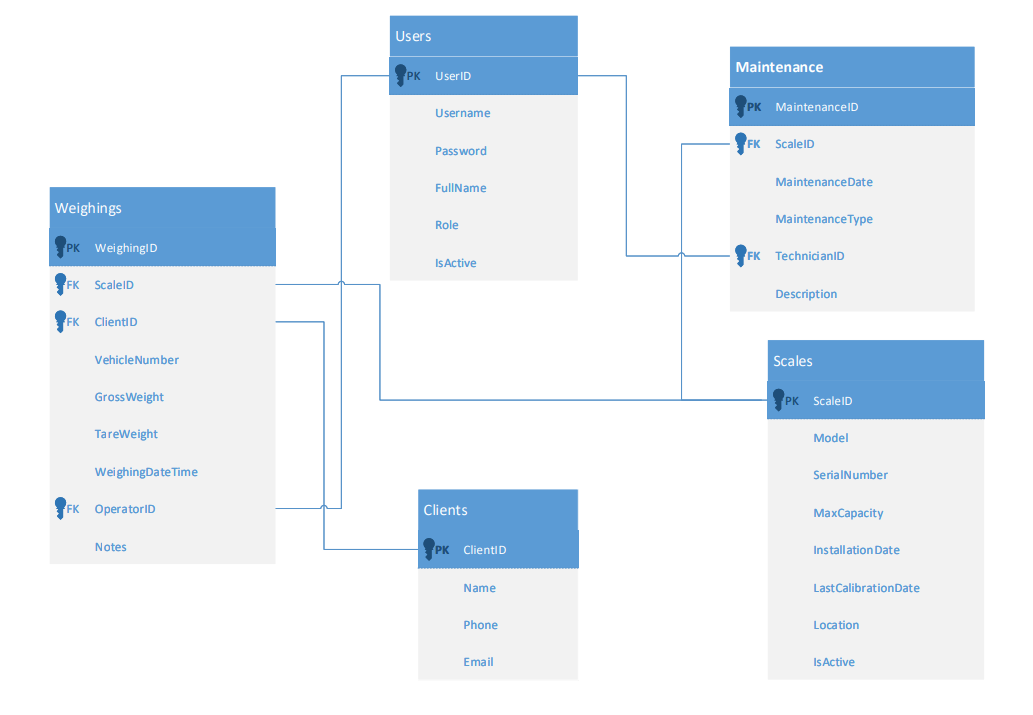 Users
PK UserID
Username
Password
FullName
Role
IsActive
Maintenance
PK MaintenanceID
FK ScaleID
MaintenanceDate
MaintenanceType
FK TechnicianID
Description
Weighings
PK WeighingID
FK ScaleID
FK ClientID
VehicleNumber
GrossWeight
TareWeight
WeighingDateTime
FK OperatorID
Notes
Clients
PK ClientID
Name
Phone
Email
Scales
PK ScaleID
Model
SerialNumber
MaxCapacity
InstallationDate
LastCalibrationDate
Location
IsActive